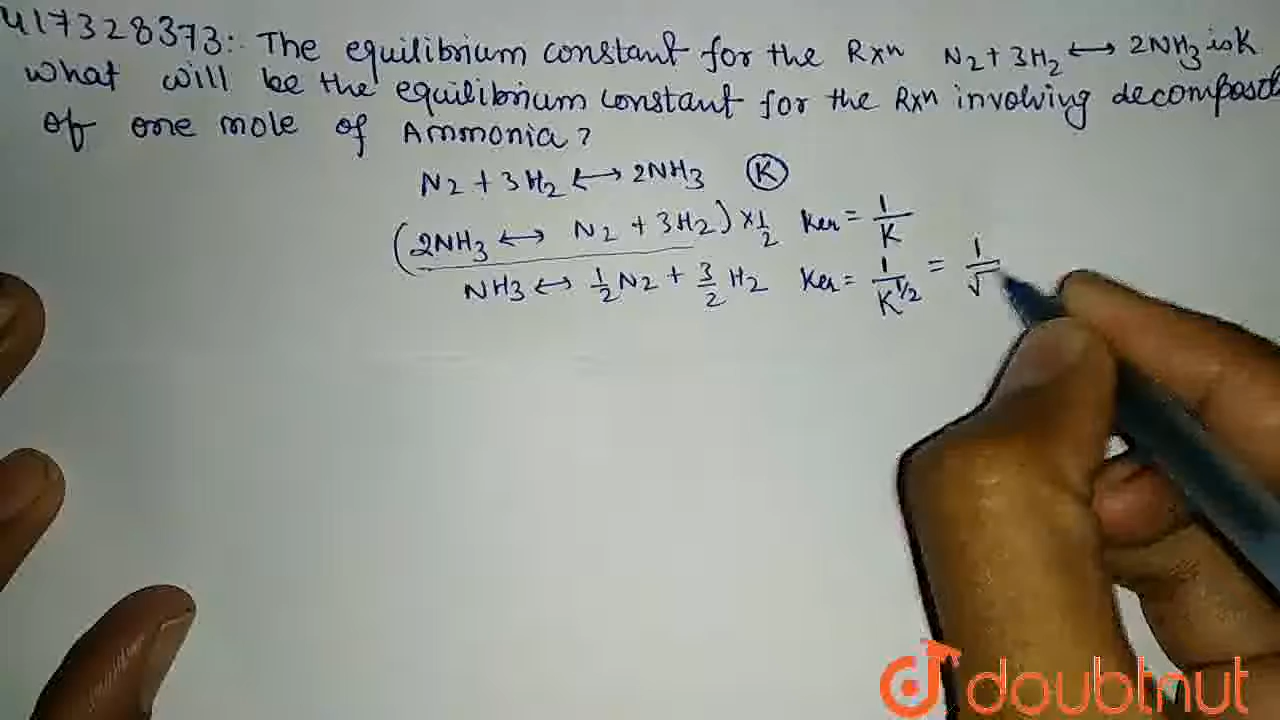 417328373:. The equilibrium constant for the Rxn N2 + 3H2 ⟷ 2NH3 is K
What will be the equilibrium constant for the Rxn involving
of one mole of Ammonia?
N2 + 3H2 ⟷ 2NH3 K
(2NH3 ⟷ N2 + 3H2) × 1/2 Ker = 1/K
NH3 ⟷ 1/2 N2 + 3/2 H2 Ker = 1/K^1/2 = 1/√
doubtnut